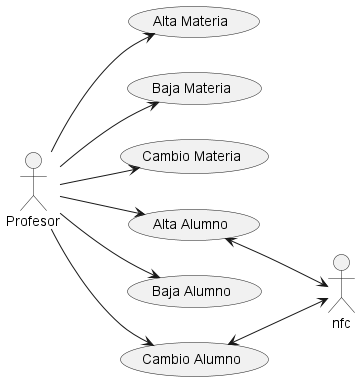 Alta Materia
Baja Materia
Cambio Materia
Profesor
Alta Alumno
Baja Alumno
nfc
Cambio Alumno